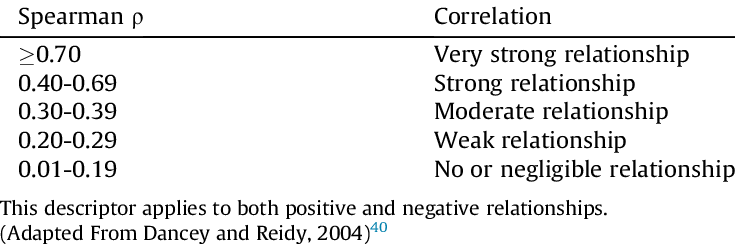 Spearman ρ Correlation
≥0.70 Very strong relationship
0.40-0.69 Strong relationship
0.30-0.39 Moderate relationship
0.20-0.29 Weak relationship
0.01-0.19 No or negligible relationship
This descriptor applies to both positive and negative relationships.
(Adapted From Dancey and Reidy, 2004)40